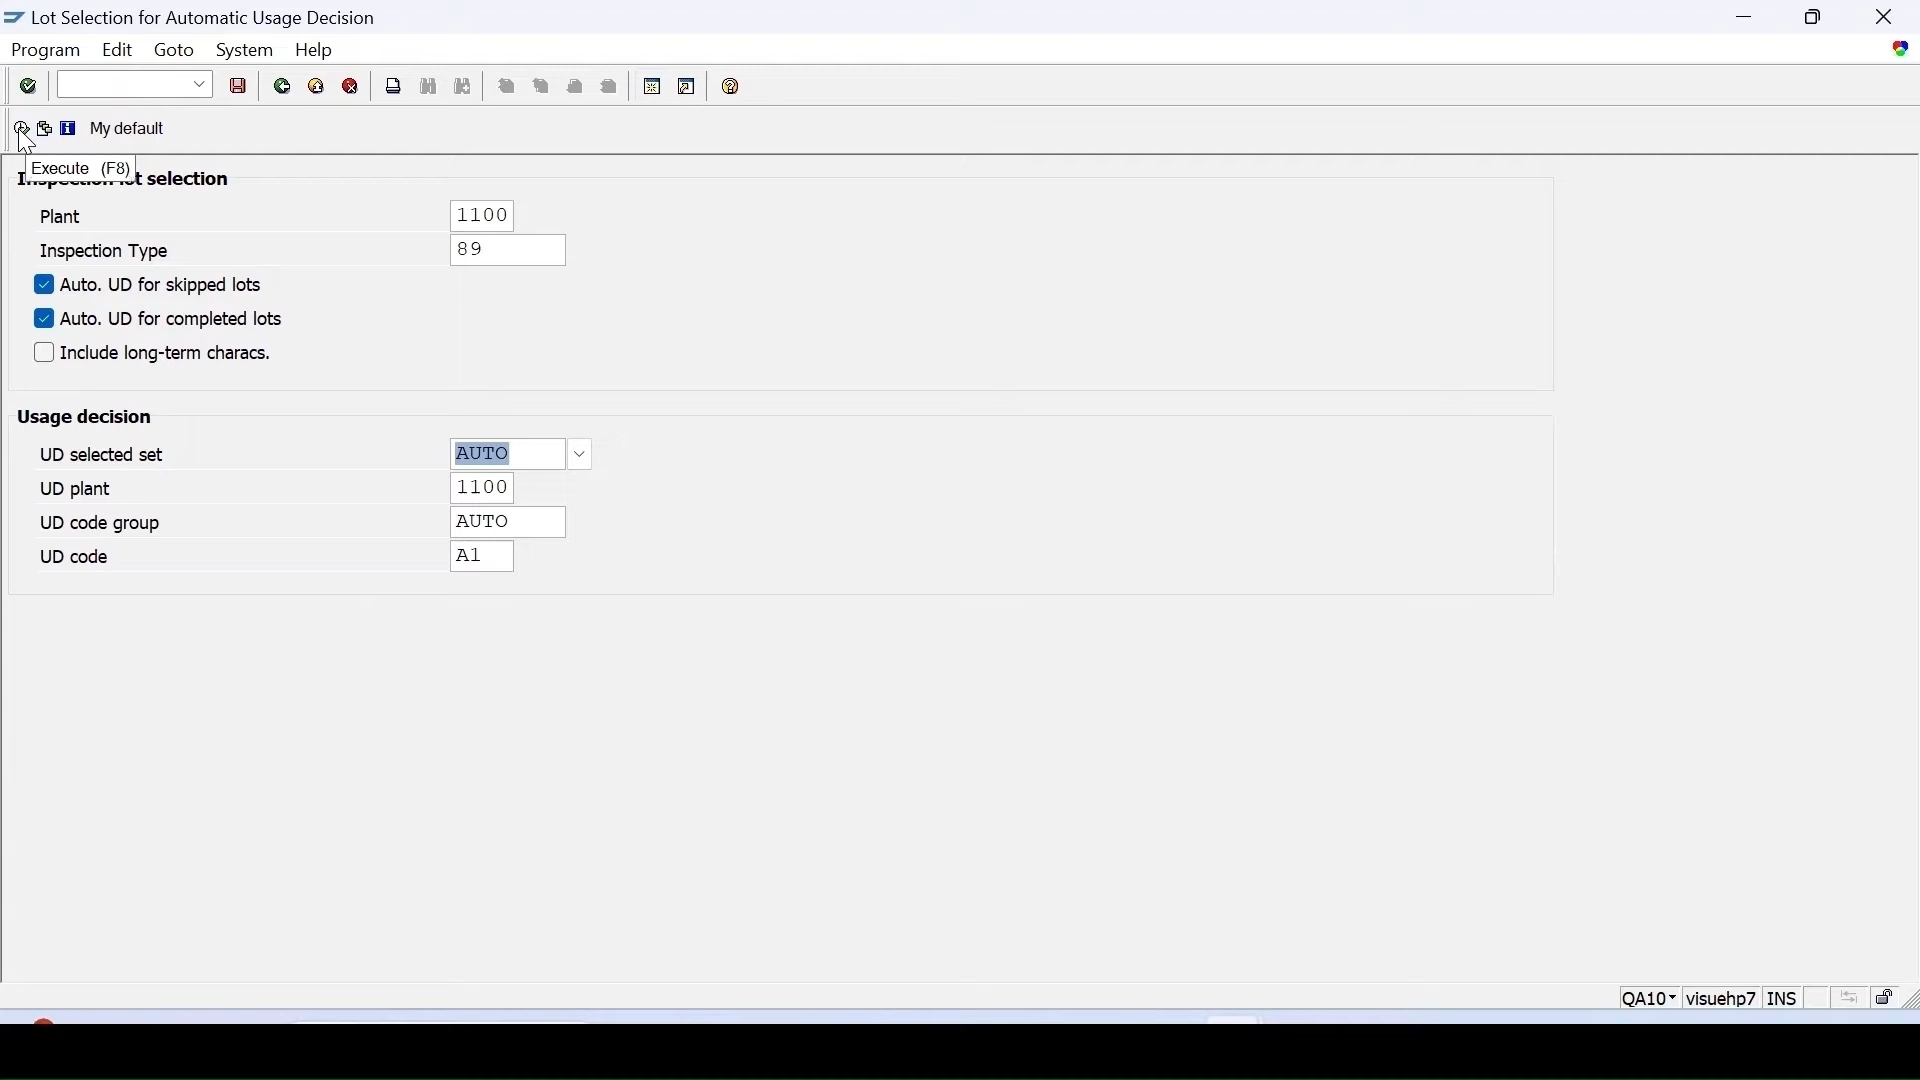 Lot Selection for Automatic Usage Decision
Program Edit Goto System Help
My default
Execute (F8)
Inspection lot selection
Plant 1100
Inspection Type 89
Auto. UD for skipped lots
Auto. UD for completed lots
Include long-term characs.
Usage decision
UD selected set AUTO
UD plant 1100
UD code group AUTO
UD code A1
QA10 visuehp7 INS